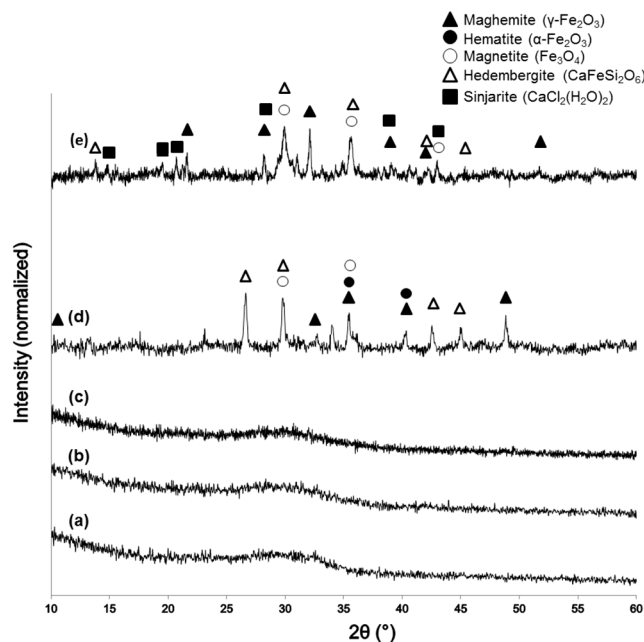 Maghemite (γ-Fe₂O₃)
Hematite (α-Fe₂O₃)
Magnetite (Fe₃O₄)
Hedembergite (CaFeSi₂O₆)
Sinjarite (CaCl₂(H₂O)₂)
(e)
(d)
(c)
(b)
(a)
Intensity (normalized)
10 15 20 25 30 35 40 45 50 55 60
2θ (°)